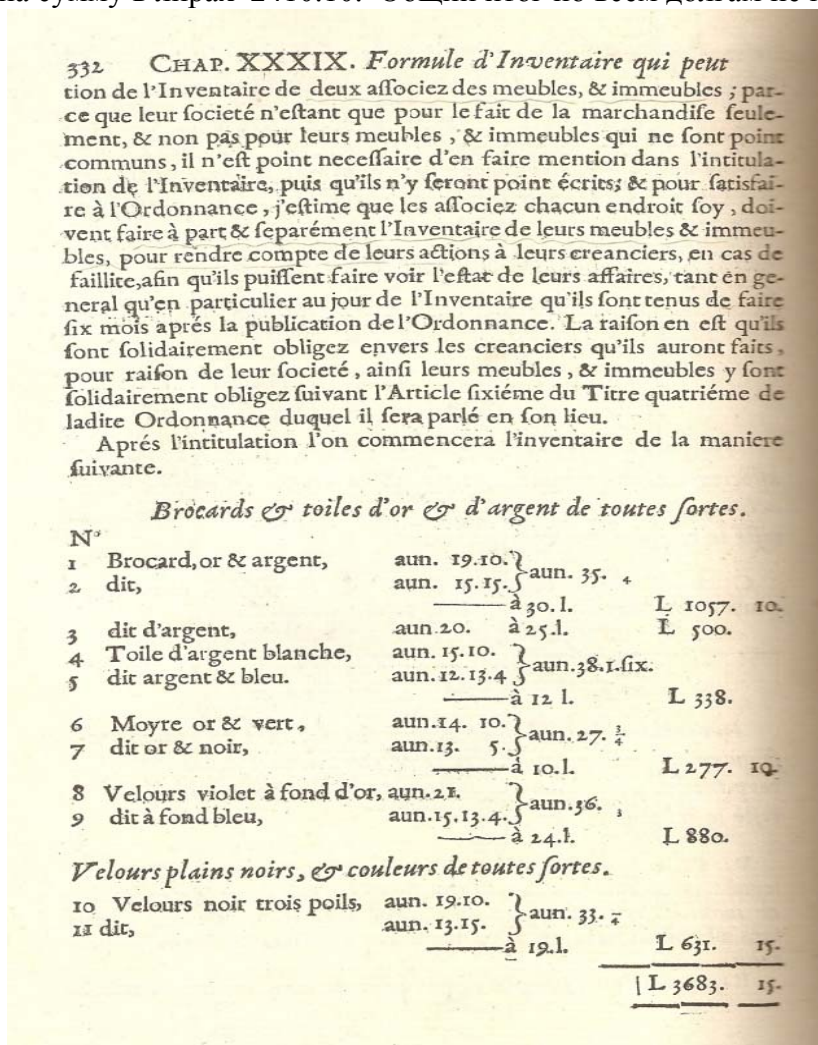 на сумму в лирах L410.10. Общий итог по всем долгам не
332 CHAP. XXXIX. Formule d'Inventaire qui peut
tion de l'Inventaire de deux aſſociez des meubles, & immeubles ; par-
ce que leur ſocieté n'eſtant que pour le fait de la marchandiſe ſeule-
ment, & non pas pour leurs meubles , & immeubles qui ne ſont point
communs, il n'eſt point neceſſaire d'en faire mention dans l'intitula-
tion de l'Inventaire, puis qu'ils n'y ſeront point écrits; & pour ſatisfai-
re à l'Ordonnance, j'eſtime que les aſſociez chacun endroit ſoy, doi-
vent faire à part & ſeparément l'Inventaire de leurs meubles & immeu-
bles, pour rendre compte de leurs actions à leurs creanciers, en cas de
faillite, afin qu'ils puiſſent faire voir l'eſtat de leurs affaires, tant en ge-
neral qu'en particulier au jour de l'Inventaire qu'ils ſont tenus de faire
ſix mois aprés la publication de l'Ordonnance. La raiſon en eſt qu'ils
ſont ſolidairement obligez envers les creanciers qu'ils auront faits,
pour raiſon de leur ſocieté, ainſi leurs meubles, & immeubles y ſont
ſolidairement obligez ſuivant l'Article ſixiéme du Titre quatriéme de
ladite Ordonnance duquel il ſera parlé en ſon lieu.
Aprés l'intitulation l'on commencera l'inventaire de la maniere
ſuivante.
Brocards & toiles d'or & d'argent de toutes ſortes.
N°
1 Brocard, or & argent, aun. 19.10. } aun. 35. 4
2 dit, aun. 15.15.
à 30. l. L 1057. 10.
3 dit d'argent, aun. 20. à 25. l. L 500.
4 Toile d'argent blanche, aun. 15.10. } aun. 38.1.ſix.
5 dit argent & bleu. aun. 12.13.4
à 12 l. L 338.
6 Moyre or & vert, aun. 14. 10. } aun. 27. ¾
7 dit or & noir, aun. 13. 5.
à 10. l. L 277. 10.
8 Velours violet à fond d'or, aun. 21. } aun. 36. 3
9 dit à fond bleu, aun. 15.13.4.
à 24. l. L 880.
Velours plains noirs, & couleurs de toutes ſortes.
10 Velours noir trois poils, aun. 19.10. } aun. 33. 4
11 dit, aun. 13.15.
à 19. l. L 631. 15.
L 3683. 15.